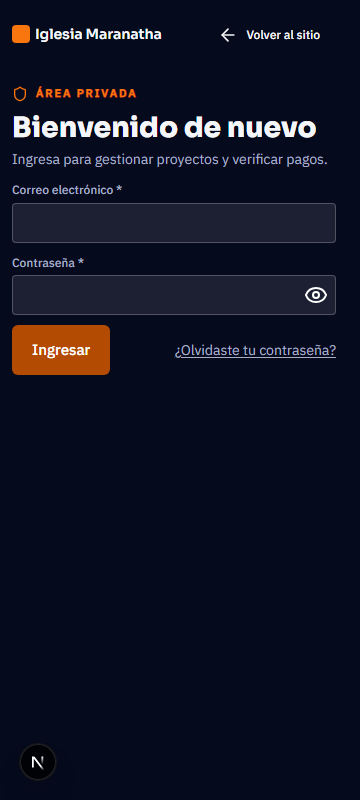 Iglesia Maranatha
Volver al sitio
ÁREA PRIVADA
Bienvenido de nuevo
Ingresa para gestionar proyectos y verificar pagos.
Correo electrónico *
Contraseña *
Ingresar
¿Olvidaste tu contraseña?
N